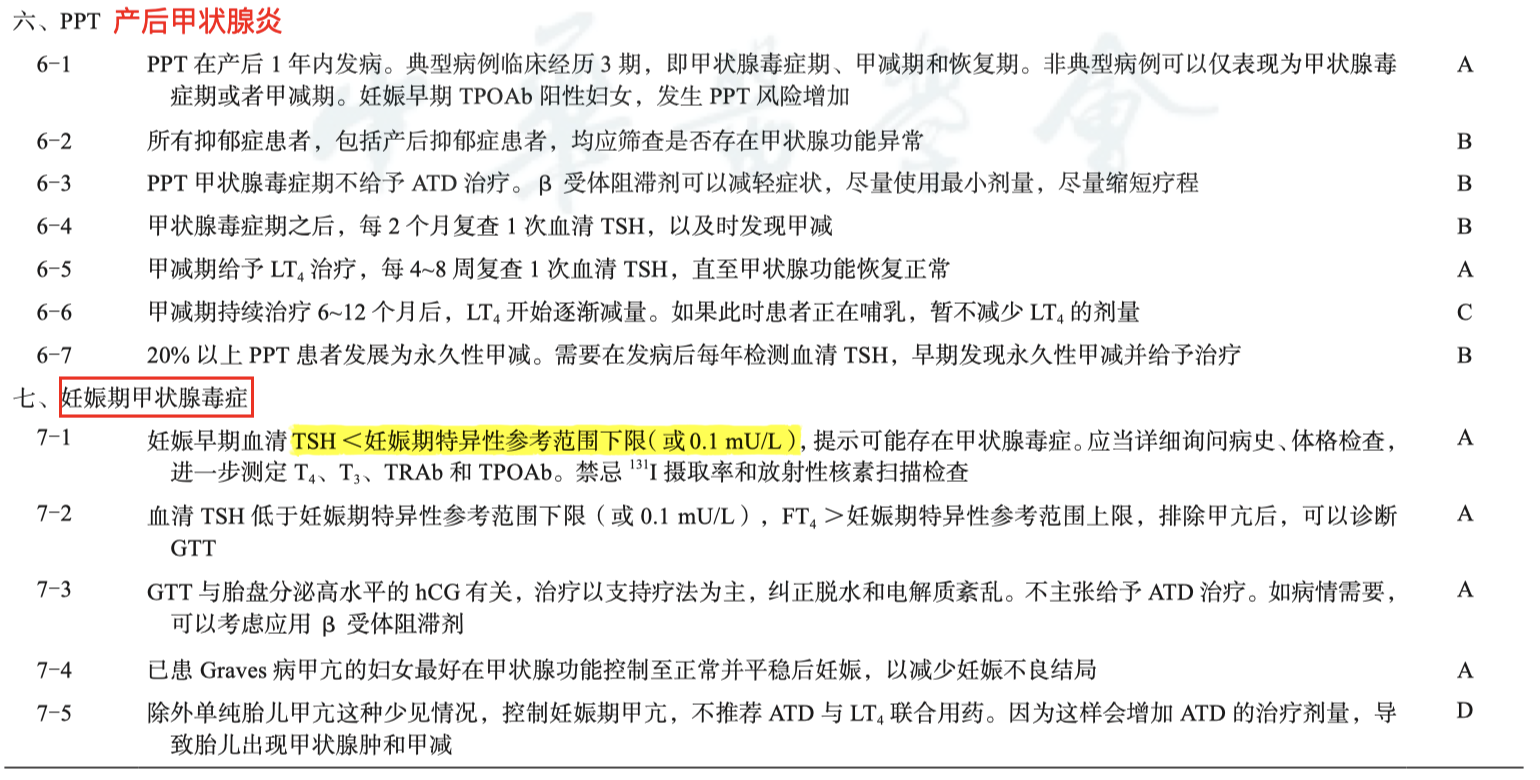 六、PPT 产后甲状腺炎
6-1 PPT 在产后 1 年内发病。典型病例临床经历 3 期，即甲状腺毒症期、甲减期和恢复期。非典型病例可以仅表现为甲状腺毒 A
症期或者甲减期。妊娠早期 TPOAb 阳性妇女，发生 PPT 风险增加
6-2 所有抑郁症患者，包括产后抑郁症患者，均应筛查是否存在甲状腺功能异常 B
6-3 PPT 甲状腺毒症期不给予 ATD 治疗。β 受体阻滞剂可以减轻症状，尽量使用最小剂量，尽量缩短疗程 B
6-4 甲状腺毒症期之后，每 2 个月复查 1 次血清 TSH，以及时发现甲减 B
6-5 甲减期给予 LT₄ 治疗，每 4~8 周复查 1 次血清 TSH，直至甲状腺功能恢复正常 A
6-6 甲减期持续治疗 6~12 个月后，LT₄ 开始逐渐减量。如果此时患者正在哺乳，暂不减少 LT₄ 的剂量 C
6-7 20% 以上 PPT 患者发展为永久性甲减。需要在发病后每年检测血清 TSH，早期发现永久性甲减并给予治疗 B
七、妊娠期甲状腺毒症
7-1 妊娠早期血清 TSH＜妊娠期特异性参考范围下限（或 0.1 mU/L），提示可能存在甲状腺毒症。应当详细询问病史、体格检查， A
进一步测定 T₄、T₃、TRAb 和 TPOAb。禁忌 ¹³¹I 摄取率和放射性核素扫描检查
7-2 血清 TSH 低于妊娠期特异性参考范围下限（或 0.1 mU/L），FT₄＞妊娠期特异性参考范围上限，排除甲亢后，可以诊断 A
GTT
7-3 GTT 与胎盘分泌高水平的 hCG 有关，治疗以支持疗法为主，纠正脱水和电解质紊乱。不主张给予 ATD 治疗。如病情需要， A
可以考虑应用 β 受体阻滞剂
7-4 已患 Graves 病甲亢的妇女最好在甲状腺功能控制至正常并平稳后妊娠，以减少妊娠不良结局 A
7-5 除外单纯胎儿甲亢这种少见情况，控制妊娠期甲亢，不推荐 ATD 与 LT₄ 联合用药。因为这样会增加 ATD 的治疗剂量，导 D
致胎儿出现甲状腺肿和甲减
中華醫學會